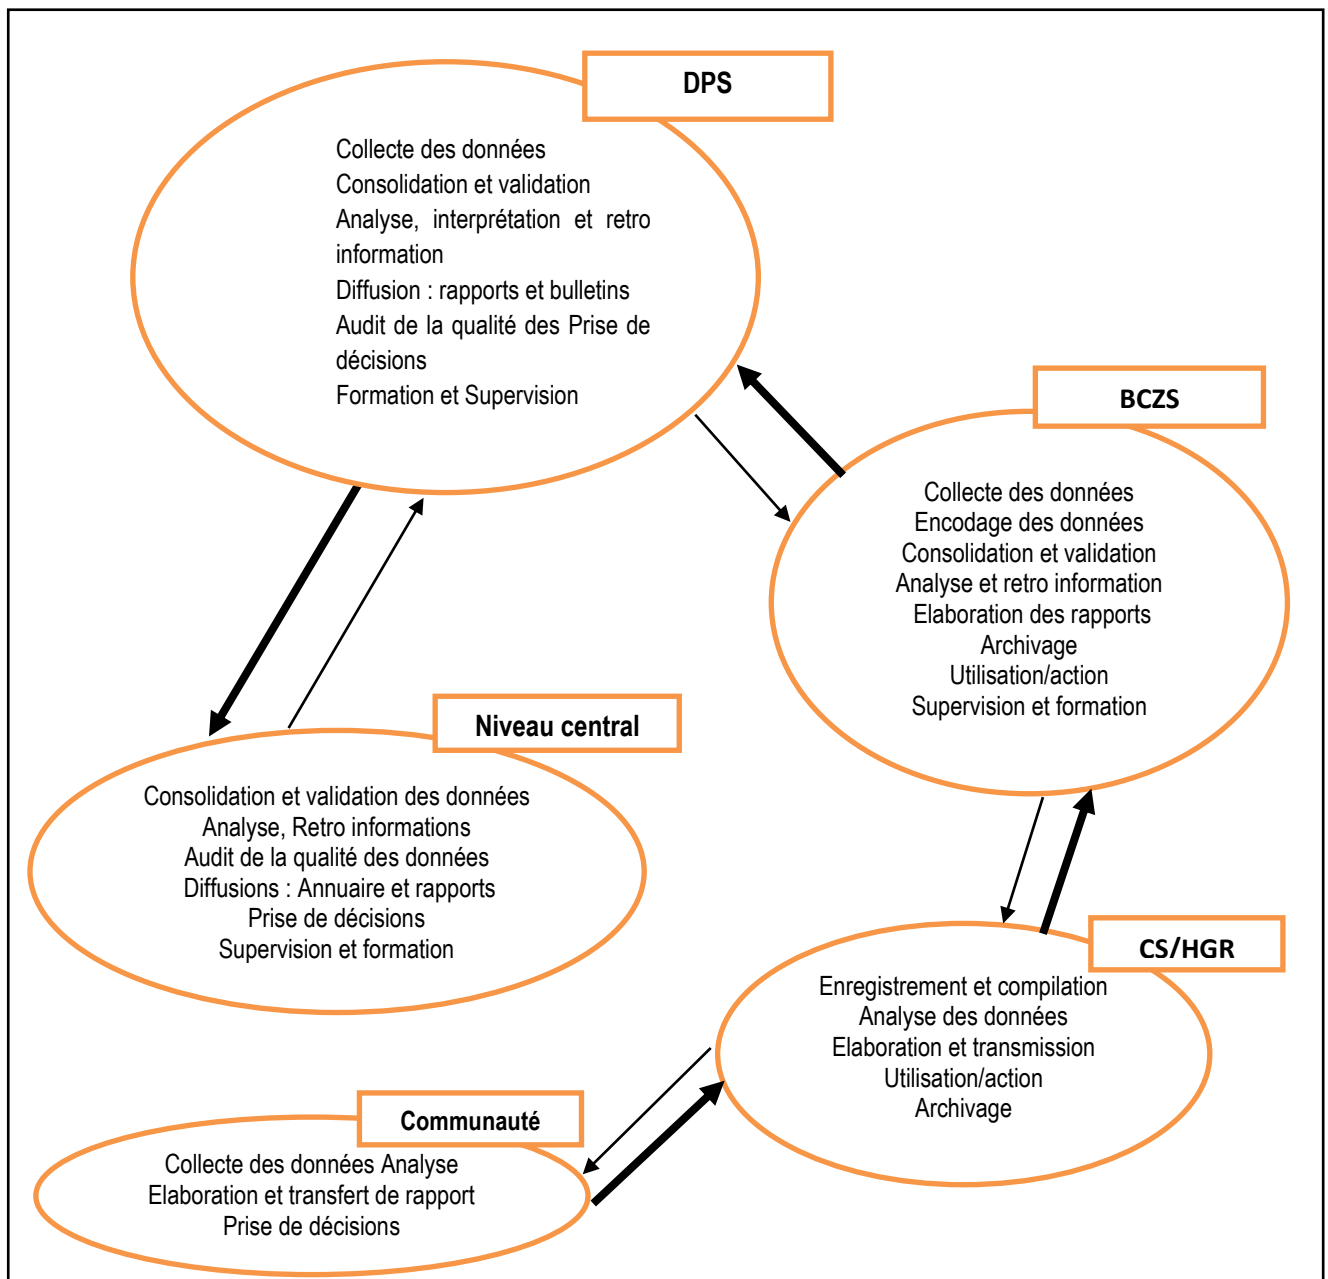 DPS
Collecte des données
Consolidation et validation
Analyse, interprétation et retro
information
Diffusion : rapports et bulletins
Audit de la qualité des Prise de
décisions
Formation et Supervision
BCZS
Collecte des données
Encodage des données
Consolidation et validation
Analyse et retro information
Elaboration des rapports
Archivage
Utilisation/action
Supervision et formation
Niveau central
Consolidation et validation des données
Analyse, Retro informations
Audit de la qualité des données
Diffusions : Annuaire et rapports
Prise de décisions
Supervision et formation
CS/HGR
Enregistrement et compilation
Analyse des données
Elaboration et transmission
Utilisation/action
Archivage
Communauté
Collecte des données Analyse
Elaboration et transfert de rapport
Prise de décisions